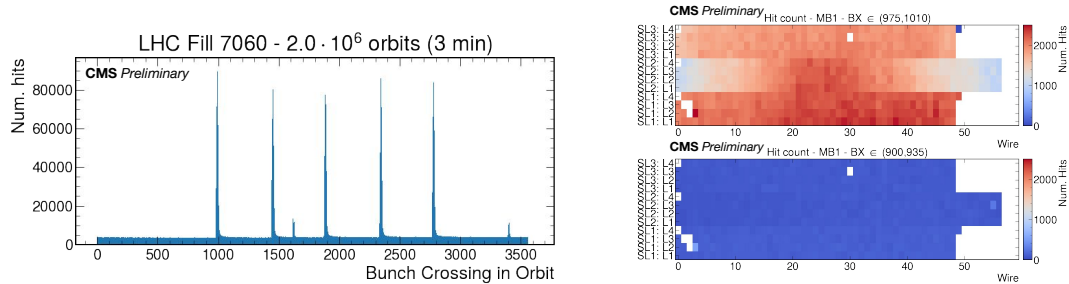 LHC Fill 7060 - 2.0 · 10⁶ orbits (3 min)
CMS Preliminary
Num. hits
80000
60000
40000
20000
0
0 500 1000 1500 2000 2500 3000 3500
Bunch Crossing in Orbit
CMS Preliminary
Hit count - MB1 - BX ∈ (975,1010)
SL3: L4
SL3: L3
SL3: L2
SL3: L1
SL2: L4
SL2: L3
SL2: L2
SL2: L1
SL1: L4
SL1: L3
SL1: L2
SL1: L1
0 10 20 30 40 50
Wire
2000
1000
0
Num. Hits
CMS Preliminary
Hit count - MB1 - BX ∈ (900,935)
SL3: L4
SL3: L3
SL3: L2
SL3: L1
SL2: L4
SL2: L3
SL2: L2
SL2: L1
SL1: L4
SL1: L3
SL1: L2
SL1: L1
0 10 20 30 40 50
Wire
2000
1000
0
Num. Hits